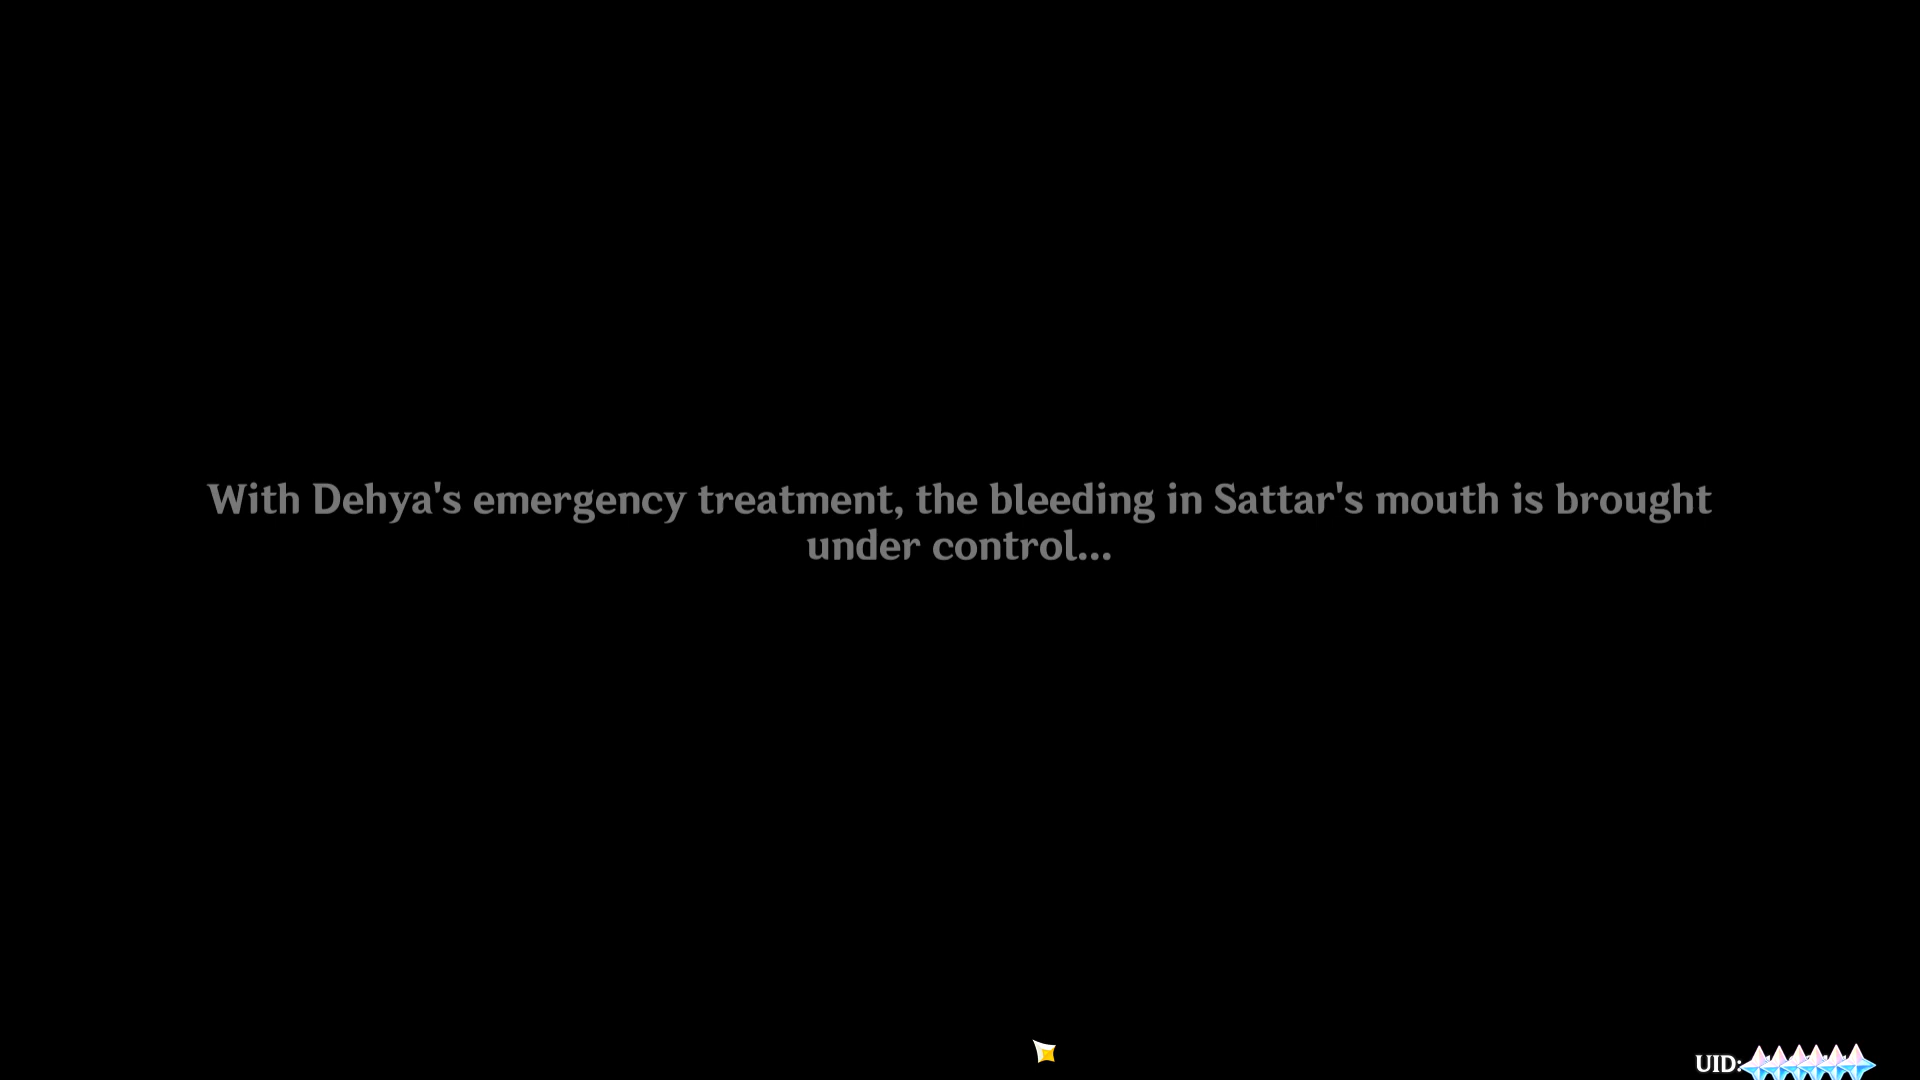 With Dehya's emergency treatment, the bleeding in Sattar's mouth is brought
under control...
UID: